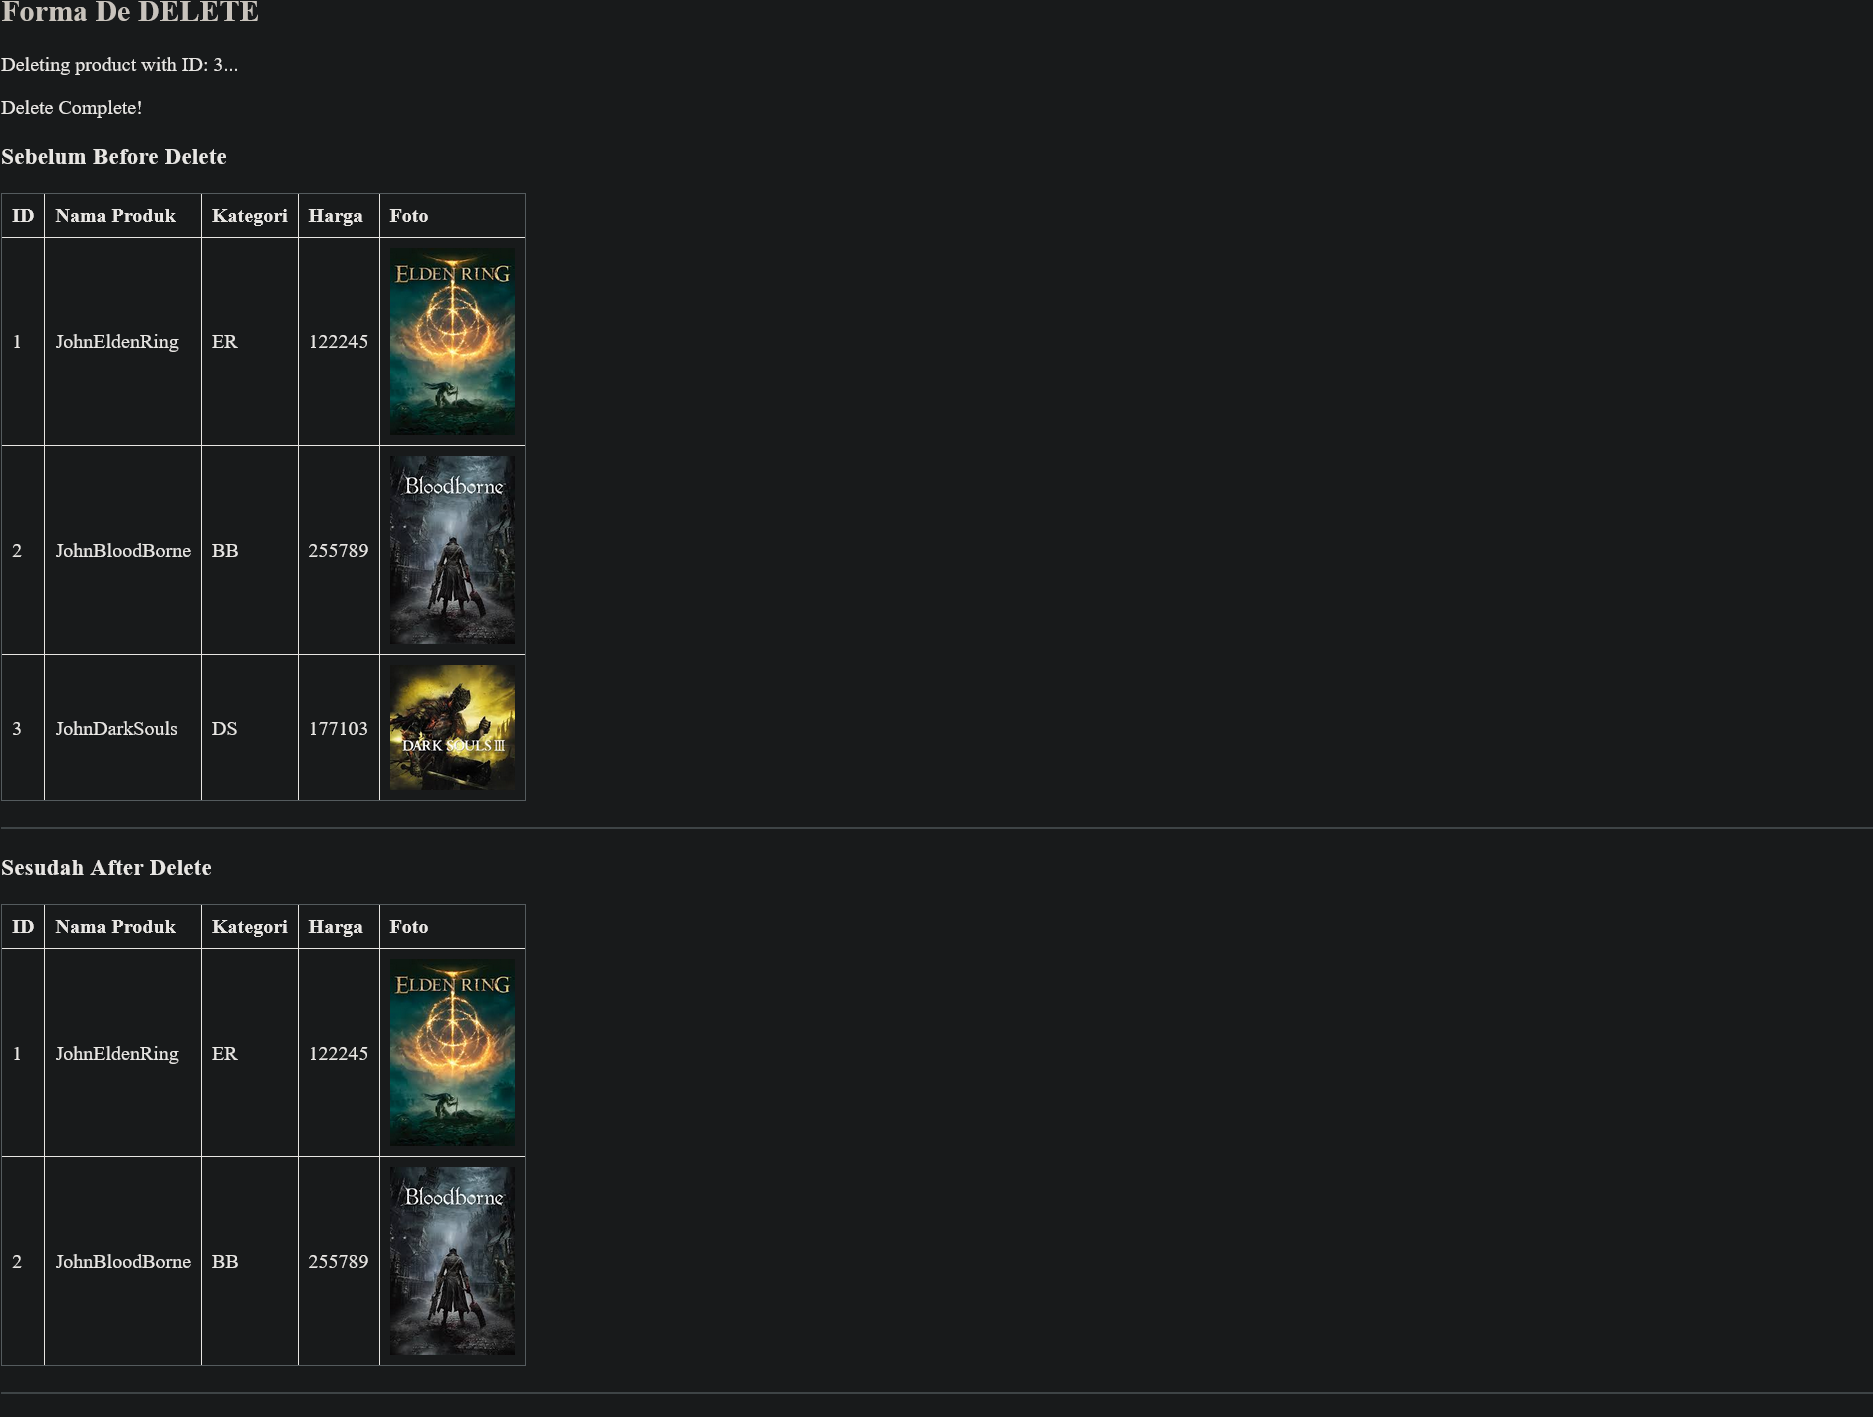 Forma De DELETE
Deleting product with ID: 3...
Delete Complete!
Sebelum Before Delete
ID Nama Produk Kategori Harga Foto
ELDEN RING
1 JohnEldenRing ER 122245
Bloodborne
2 JohnBloodBorne BB 255789
3 JohnDarkSouls DS 177103
DARK SOULS III
Sesudah After Delete
ID Nama Produk Kategori Harga Foto
ELDEN RING
1 JohnEldenRing ER 122245
Bloodborne
2 JohnBloodBorne BB 255789